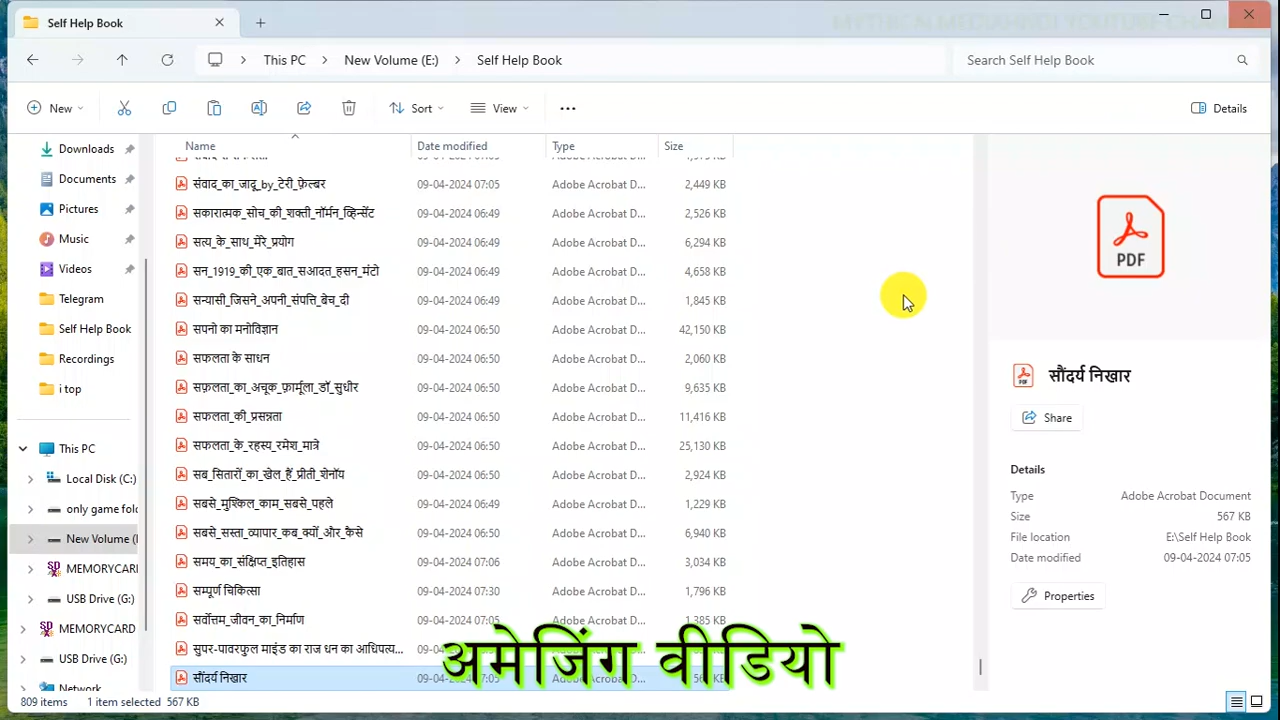 Self Help Book
This PC > New Volume (E:) > Self Help Book
Search Self Help Book
New
Sort
View
Details
Name Date modified Type Size
Downloads
Documents
Pictures
Music
Videos
Telegram
Self Help Book
Recordings
i top
This PC
Local Disk (C:)
only game fold
New Volume (
MEMORYCARD
USB Drive (G:)
MEMORYCARD
USB Drive (G:)
Network
संवाद_का_जादू_by_टेरी_फ़ेल्बर 09-04-2024 07:05 Adobe Acrobat D... 2,449 KB
सकारात्मक_सोच_की_शक्ती_नॉर्मन_व्हिन्सेंट 09-04-2024 06:49 Adobe Acrobat D... 2,526 KB
सत्य_के_साथ_मेरे_प्रयोग 09-04-2024 06:49 Adobe Acrobat D... 6,294 KB
सन_1919_की_एक_बात_सआदत_हसन_मंटो 09-04-2024 06:49 Adobe Acrobat D... 4,658 KB
सन्यासी_जिसने_अपनी_संपत्ति_बेच_दी 09-04-2024 06:49 Adobe Acrobat D... 1,845 KB
सपनो का मनोविज्ञान 09-04-2024 06:50 Adobe Acrobat D... 42,150 KB
सफलता के साधन 09-04-2024 06:50 Adobe Acrobat D... 2,060 KB
सफ़लता_का_अचूक_फ़ार्मूला_डॉ_सुधीर 09-04-2024 06:50 Adobe Acrobat D... 9,635 KB
सफलता_की_प्रसन्नता 09-04-2024 06:50 Adobe Acrobat D... 11,416 KB
सफलता_के_रहस्य_रमेश_मात्रे 09-04-2024 06:50 Adobe Acrobat D... 25,130 KB
सब_सितारों_का_खेल_हैं_प्रीती_शेनॉय 09-04-2024 06:50 Adobe Acrobat D... 2,924 KB
सबसे_मुश्किल_काम_सबसे_पहले 09-04-2024 06:50 Adobe Acrobat D... 1,229 KB
सबसे_सस्ता_व्यापार_कब_क्यों_और_कैसे 09-04-2024 06:50 Adobe Acrobat D... 6,940 KB
समय_का_संक्षिप्त_इतिहास 09-04-2024 07:06 Adobe Acrobat D... 3,034 KB
सम्पूर्ण चिकित्सा 09-04-2024 07:30 Adobe Acrobat D... 1,796 KB
सर्वोत्तम_जीवन_का_निर्माण 09-04-2024 07:05 Adobe Acrobat D... 1,385 KB
सुपर-पावरफुल माइंड का राज धन का आधिपत्य...
सौंदर्य निखार
अमेजिंग वीडियो
PDF
सौंदर्य निखार
Share
Details
Type Adobe Acrobat Document
Size 567 KB
File location E:\Self Help Book
Date modified 09-04-2024 07:05
Properties
809 items 1 item selected 567 KB